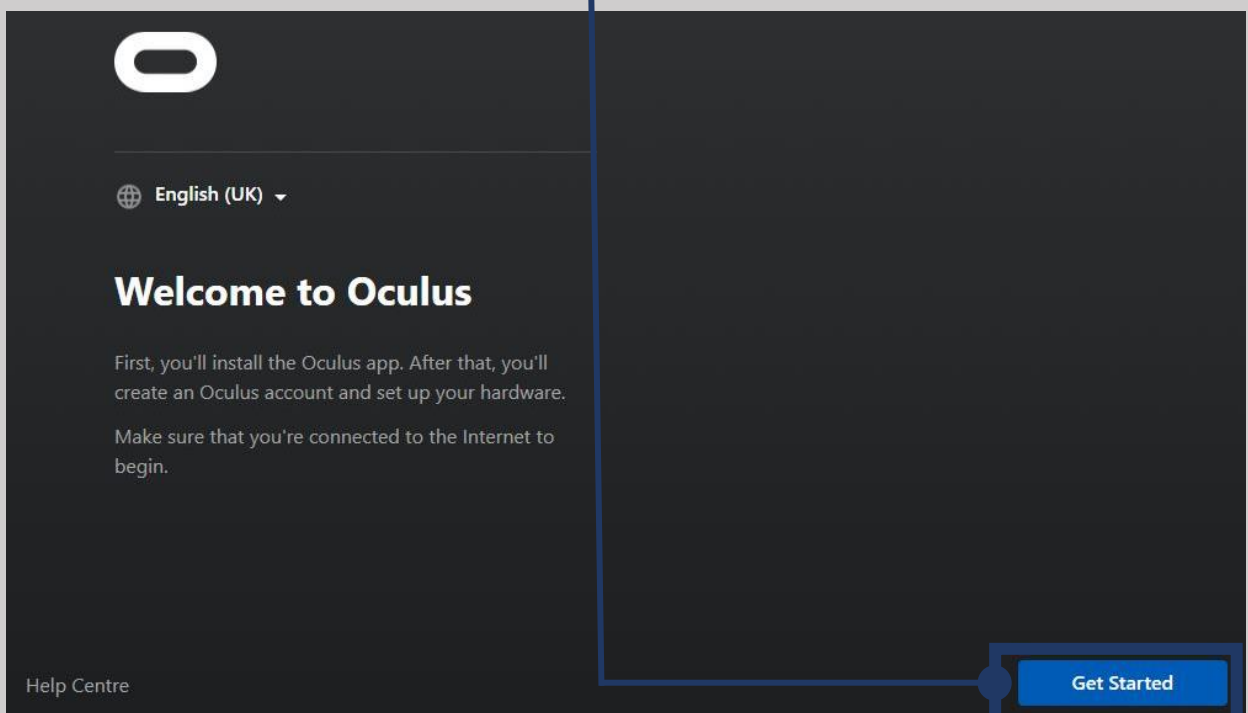 English (UK)
Welcome to Oculus
First, you'll install the Oculus app. After that, you'll
create an Oculus account and set up your hardware.
Make sure that you're connected to the Internet to
begin.
Help Centre
Get Started